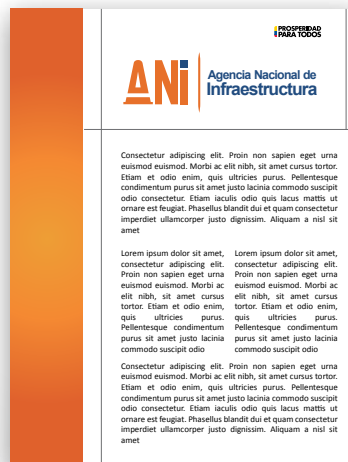 PROSPERIDAD
PARA TODOS
ANI
Agencia Nacional de
Infraestructura
Consectetur adipiscing elit. Proin non sapien eget urna
euismod euismod. Morbi ac elit nibh, sit amet cursus tortor.
Etiam et odio enim, quis ultricies purus. Pellentesque
condimentum purus sit amet justo lacinia commodo suscipit
odio consectetur. Etiam iaculis odio quis lacus mattis ut
ornare est feugiat. Phasellus blandit dui et quam consectetur
imperdiet ullamcorper justo dignissim. Aliquam a nisl sit
amet
Lorem ipsum dolor sit amet,
consectetur adipiscing elit.
Proin non sapien eget urna
euismod euismod. Morbi ac
elit nibh, sit amet cursus
tortor. Etiam et odio enim,
quis ultricies purus.
Pellentesque condimentum
purus sit amet justo lacinia
commodo suscipit odio
Lorem ipsum dolor sit amet,
consectetur adipiscing elit.
Proin non sapien eget urna
euismod euismod. Morbi ac
elit nibh, sit amet cursus
tortor. Etiam et odio enim,
quis ultricies purus.
Pellentesque condimentum
purus sit amet justo lacinia
commodo suscipit odio
Consectetur adipiscing elit. Proin non sapien eget urna
euismod euismod. Morbi ac elit nibh, sit amet cursus tortor.
Etiam et odio enim, quis ultricies purus. Pellentesque
condimentum purus sit amet justo lacinia commodo suscipit
odio consectetur. Etiam iaculis odio quis lacus mattis ut
ornare est feugiat. Phasellus blandit dui et quam consectetur
imperdiet ullamcorper justo dignissim. Aliquam a nisl sit
amet